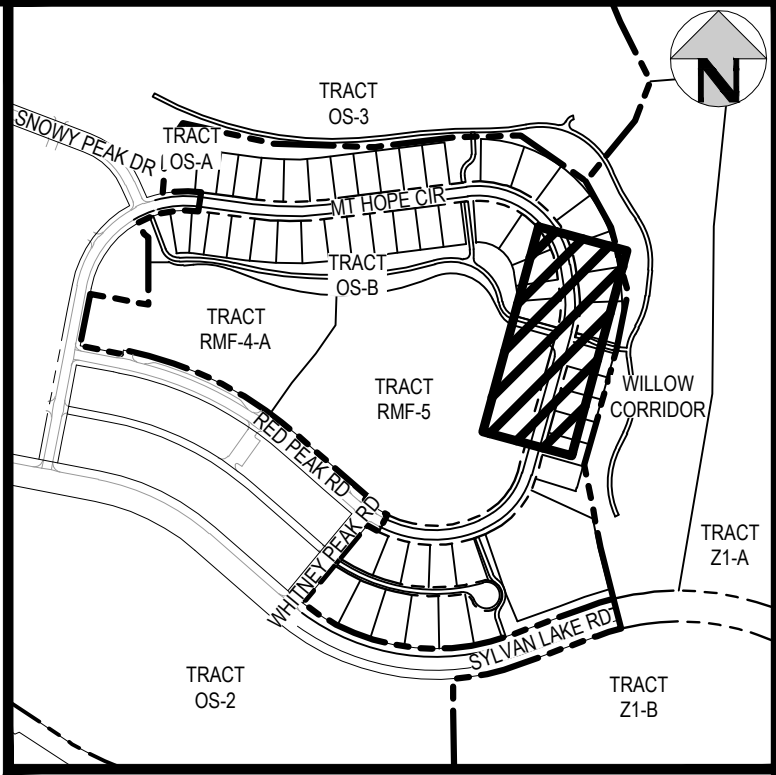 N
TRACT
OS-3
SNOWY PEAK DR
TRACT
OS-A
MT HOPE CIR
TRACT
OS-B
TRACT
RMF-4-A
TRACT
RMF-5
WILLOW
CORRIDOR
RED PEAK RD
WHITNEY PEAK RD
TRACT
Z1-A
SYLVAN LAKE RD
TRACT
OS-2
TRACT
Z1-B